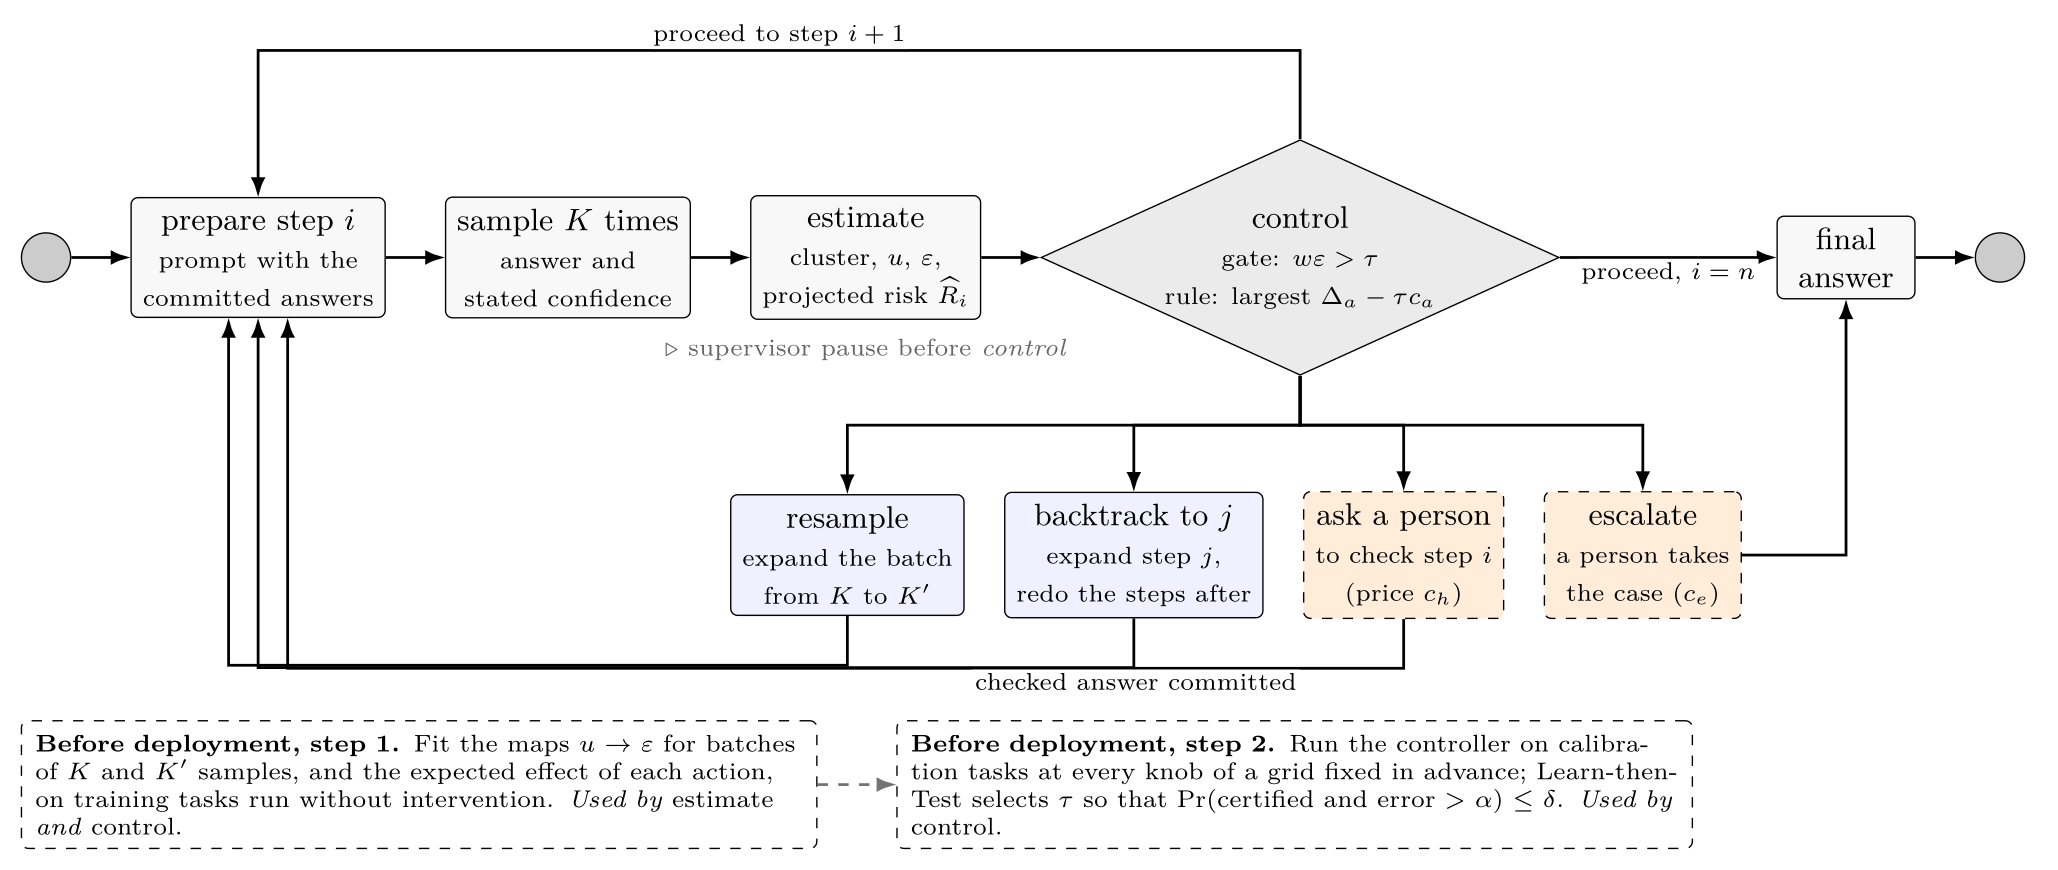 proceed to step i + 1
prepare step i
prompt with the
committed answers
sample K times
answer and
stated confidence
estimate
cluster, u, ε,
projected risk R̂ᵢ
control
gate: wε > τ
rule: largest Δₐ − τcₐ
proceed, i = n
final
answer
▷ supervisor pause before control
resample
expand the batch
from K to K′
backtrack to j
expand step j,
redo the steps after
ask a person
to check step i
(price cₕ)
escalate
a person takes
the case (cₑ)
checked answer committed
Before deployment, step 1. Fit the maps u → ε for batches
of K and K′ samples, and the expected effect of each action,
on training tasks run without intervention. Used by estimate
and control.
Before deployment, step 2. Run the controller on calibra-
tion tasks at every knob of a grid fixed in advance; Learn-then-
Test selects τ so that Pr(certified and error > α) ≤ δ. Used by
control.